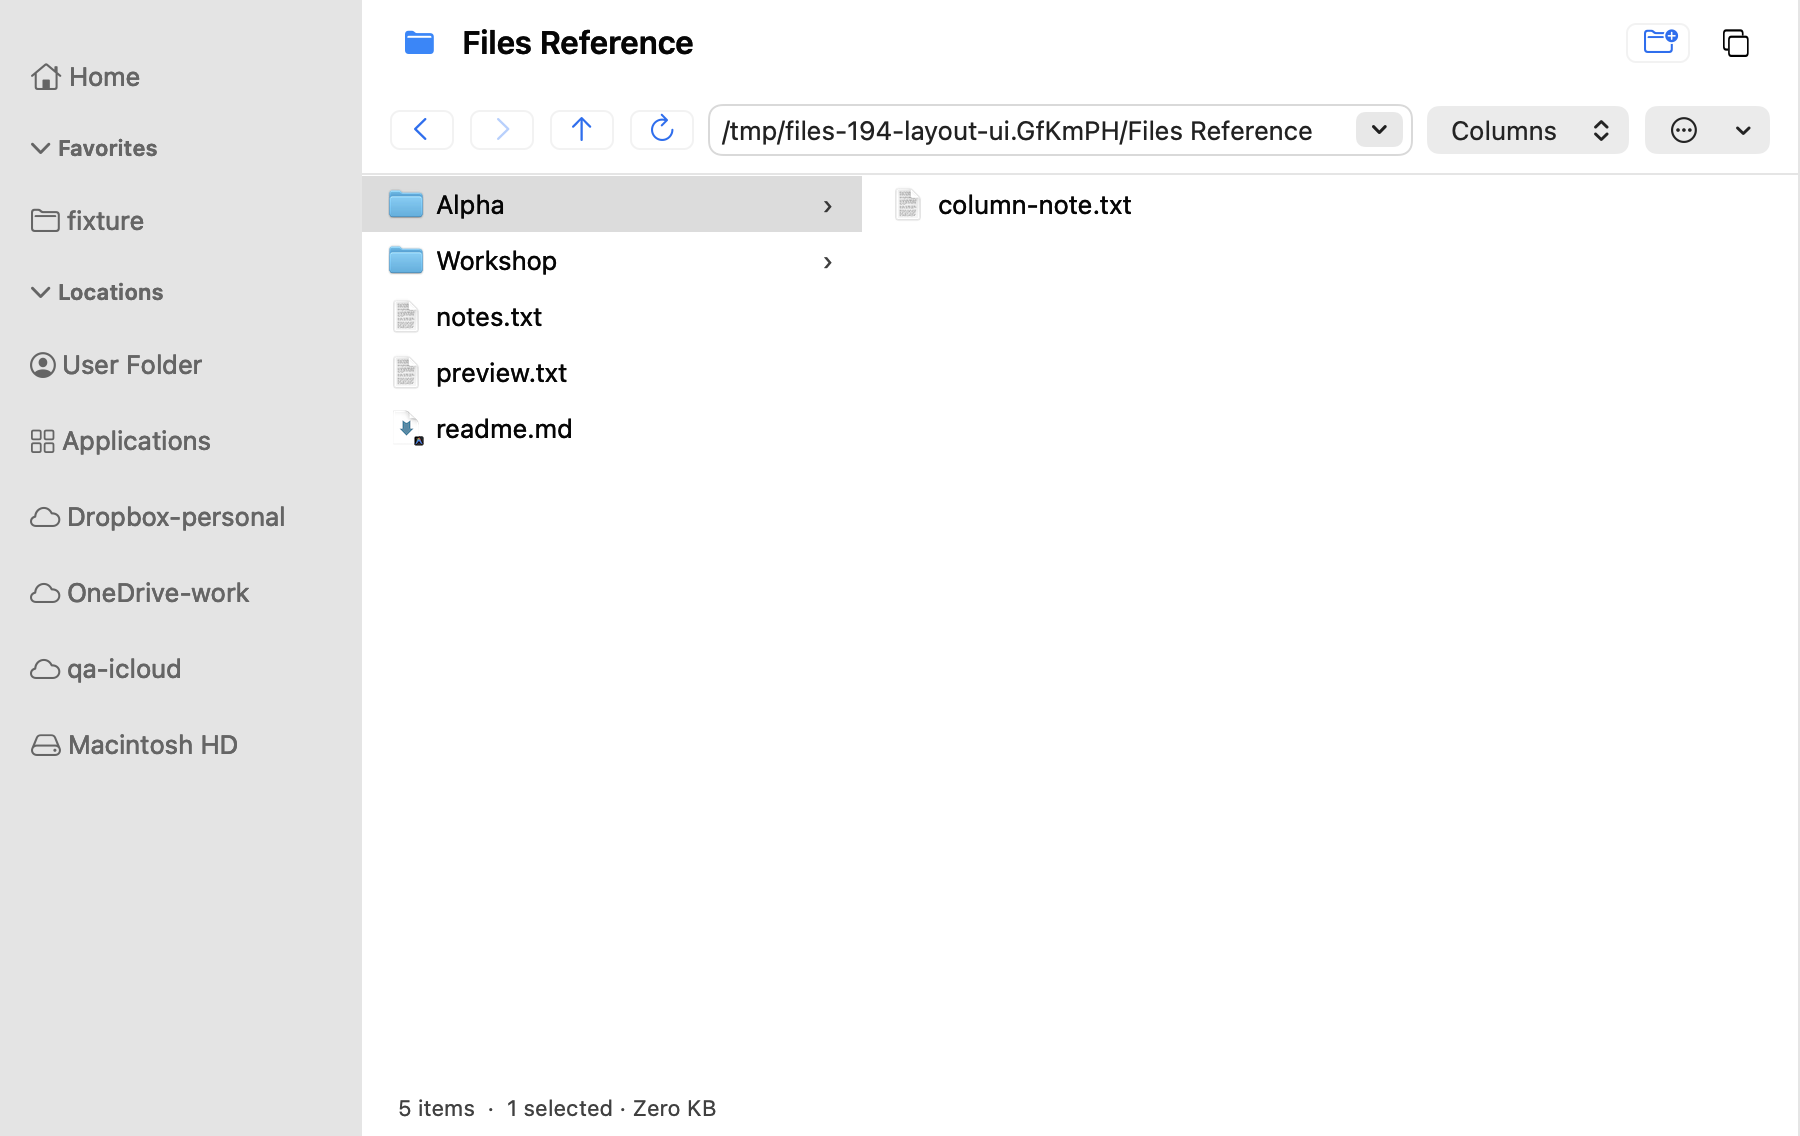 Files Reference
/tmp/files-194-layout-ui.GfKmPH/Files Reference
Columns
Home
Favorites
fixture
Locations
User Folder
Applications
Dropbox-personal
OneDrive-work
qa-icloud
Macintosh HD
Alpha
Workshop
notes.txt
preview.txt
readme.md
column-note.txt
5 items · 1 selected · Zero KB